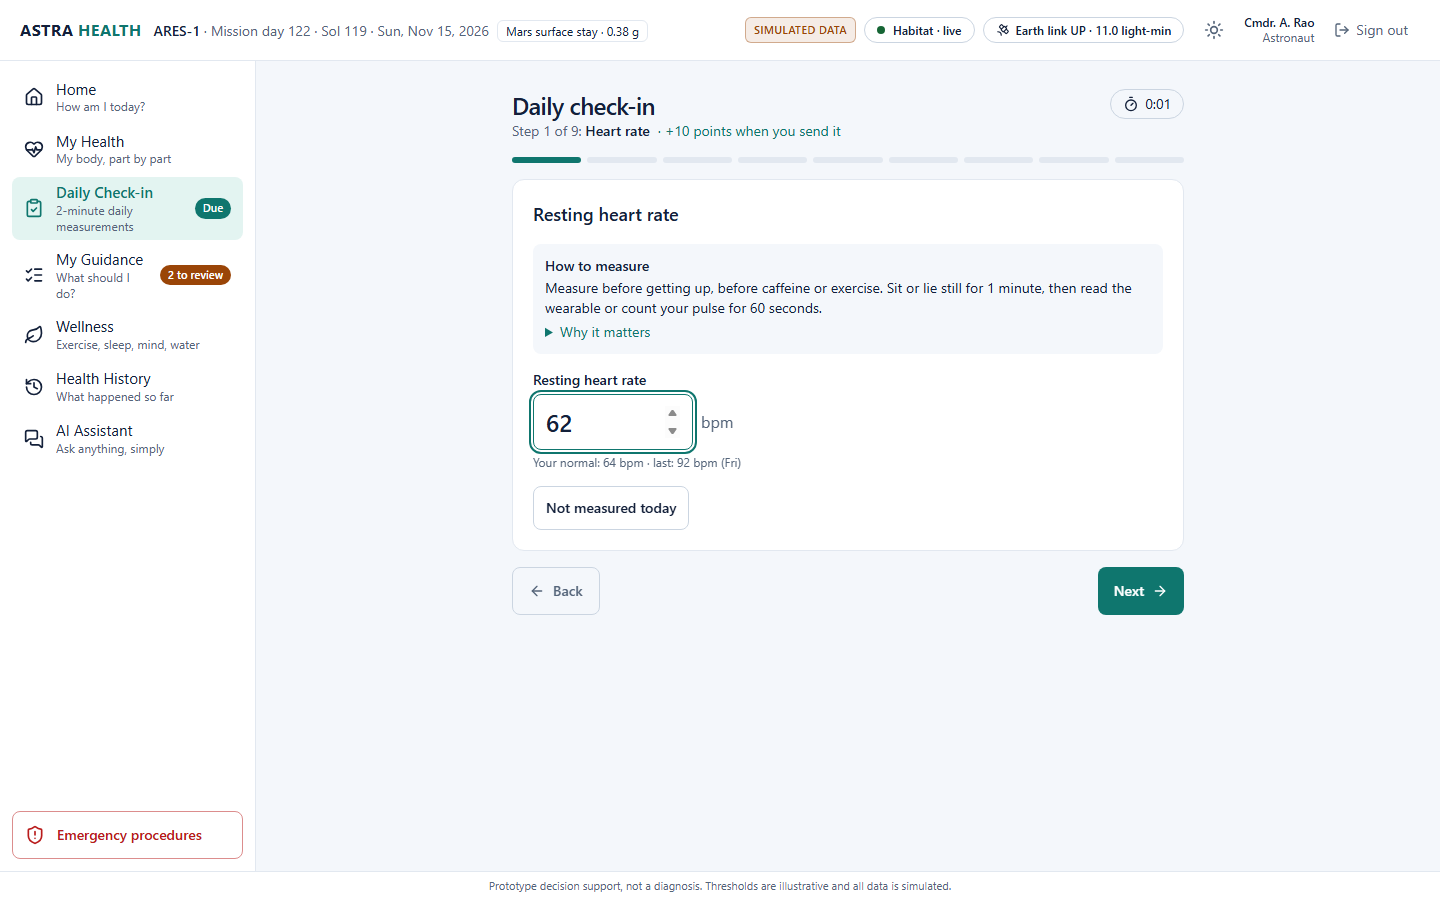 ASTRA HEALTH ARES-1 · Mission day 122 · Sol 119 · Sun, Nov 15, 2026 Mars surface stay · 0.38 g SIMULATED DATA Habitat · live Earth link UP · 11.0 light-min Cmdr. A. Rao
Astronaut
Sign out
Home
How am I today?
My Health
My body, part by part
Daily Check-in
2-minute daily
measurements
Due
My Guidance
What should I
do?
2 to review
Wellness
Exercise, sleep, mind, water
Health History
What happened so far
AI Assistant
Ask anything, simply
Emergency procedures
Daily check-in
0:01
Step 1 of 9: Heart rate · +10 points when you send it
Resting heart rate
How to measure
Measure before getting up, before caffeine or exercise. Sit or lie still for 1 minute, then read the
wearable or count your pulse for 60 seconds.
Why it matters
Resting heart rate
62 bpm
Your normal: 64 bpm · last: 92 bpm (Fri)
Not measured today
Back
Next
Prototype decision support, not a diagnosis. Thresholds are illustrative and all data is simulated.